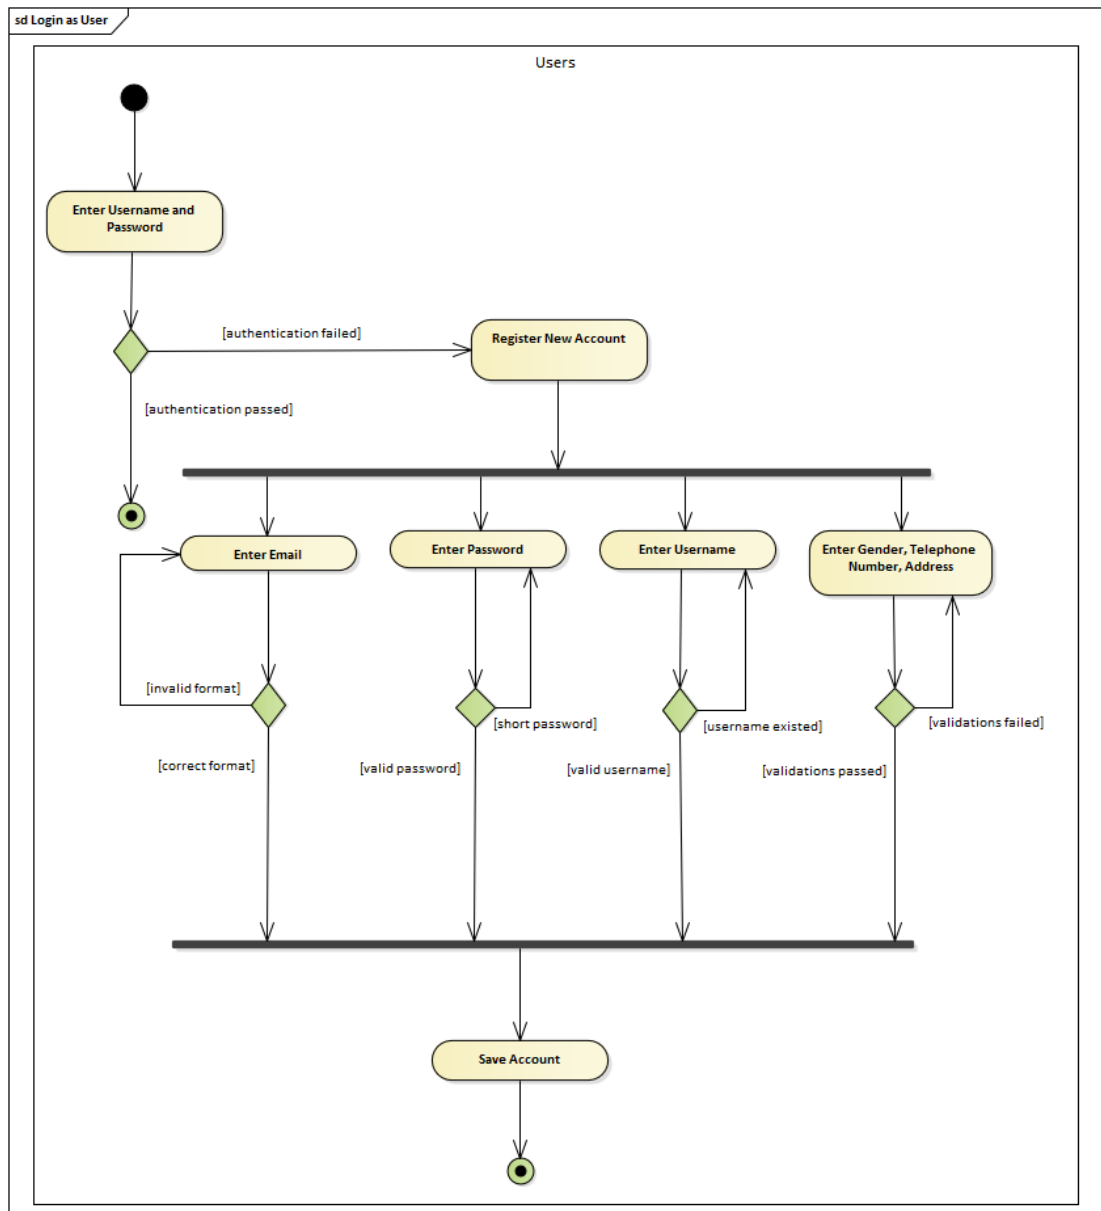 sd Login as User
Users
Enter Username and
Password
[authentication failed]
Register New Account
[authentication passed]
Enter Email
Enter Password
Enter Username
Enter Gender, Telephone
Number, Address
[invalid format]
[short password]
[username existed]
[validations failed]
[correct format]
[valid password]
[valid username]
[validations passed]
Save Account